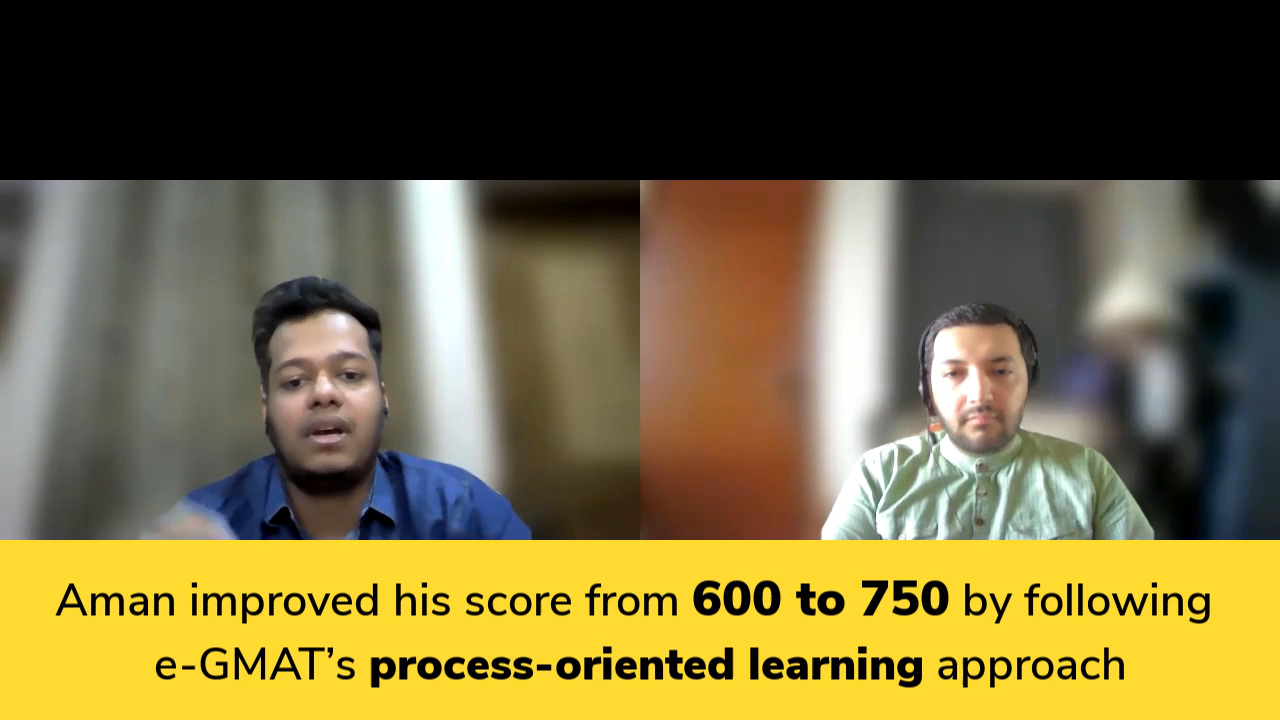 Aman improved his score from 600 to 750 by following
e-GMAT’s process-oriented learning approach